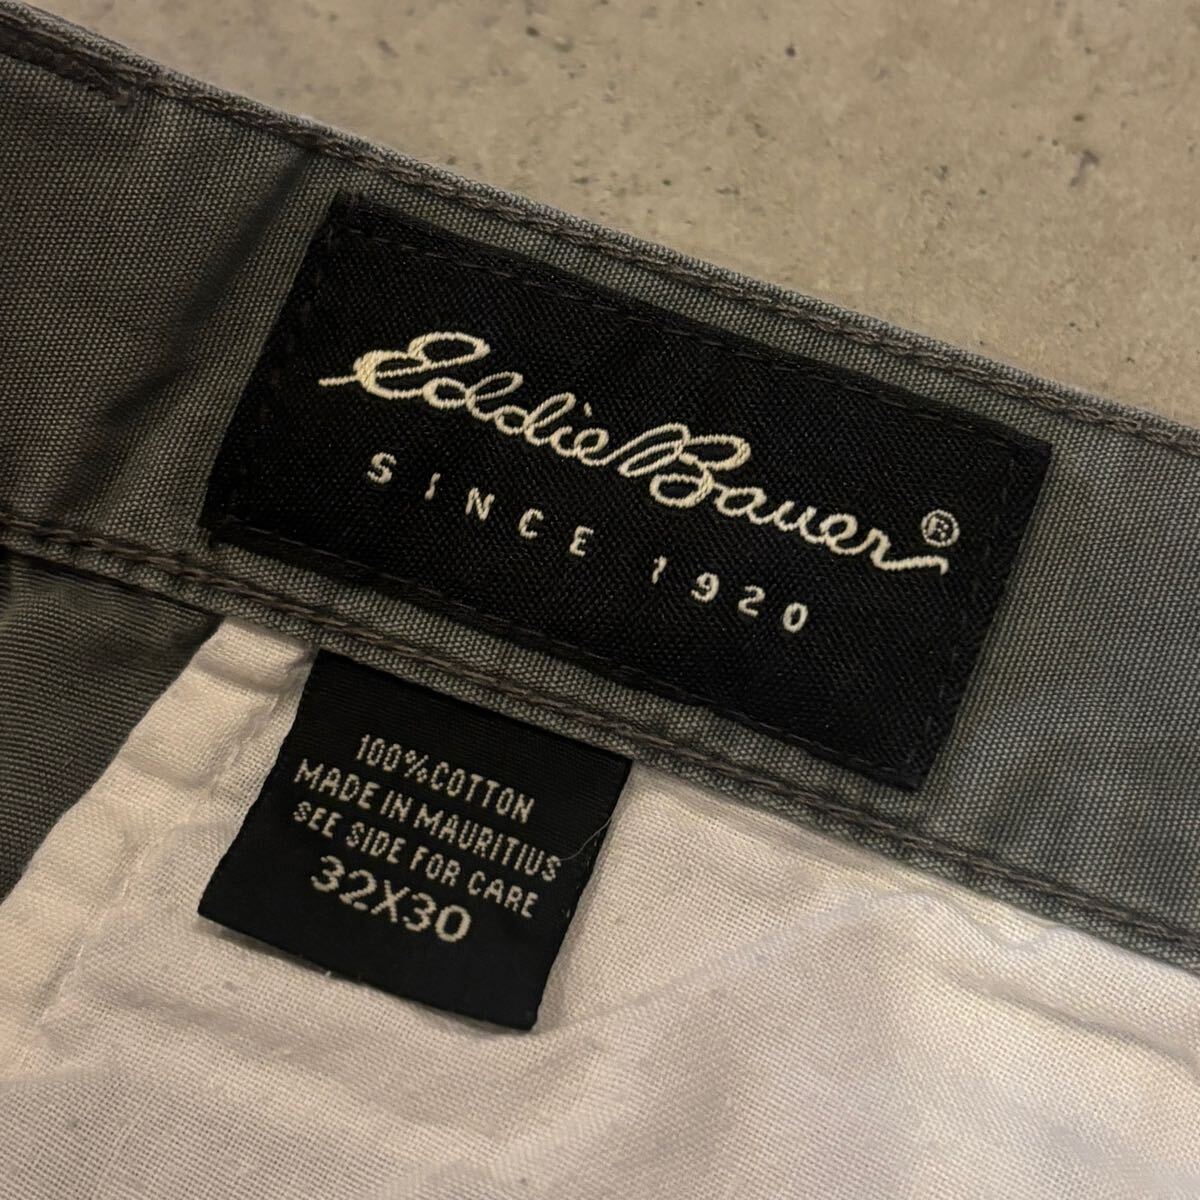 Eddie Bauer®
SINCE 1920
100% COTTON
MADE IN MAURITIUS
SEE SIDE FOR CARE
32X30